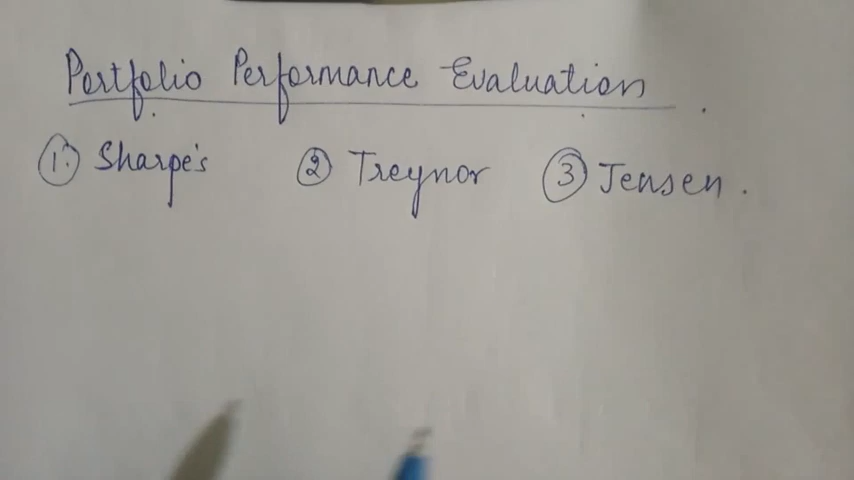 Portfolio Performance Evaluation
① Sharpe's ② Treynor ③ Jensen.